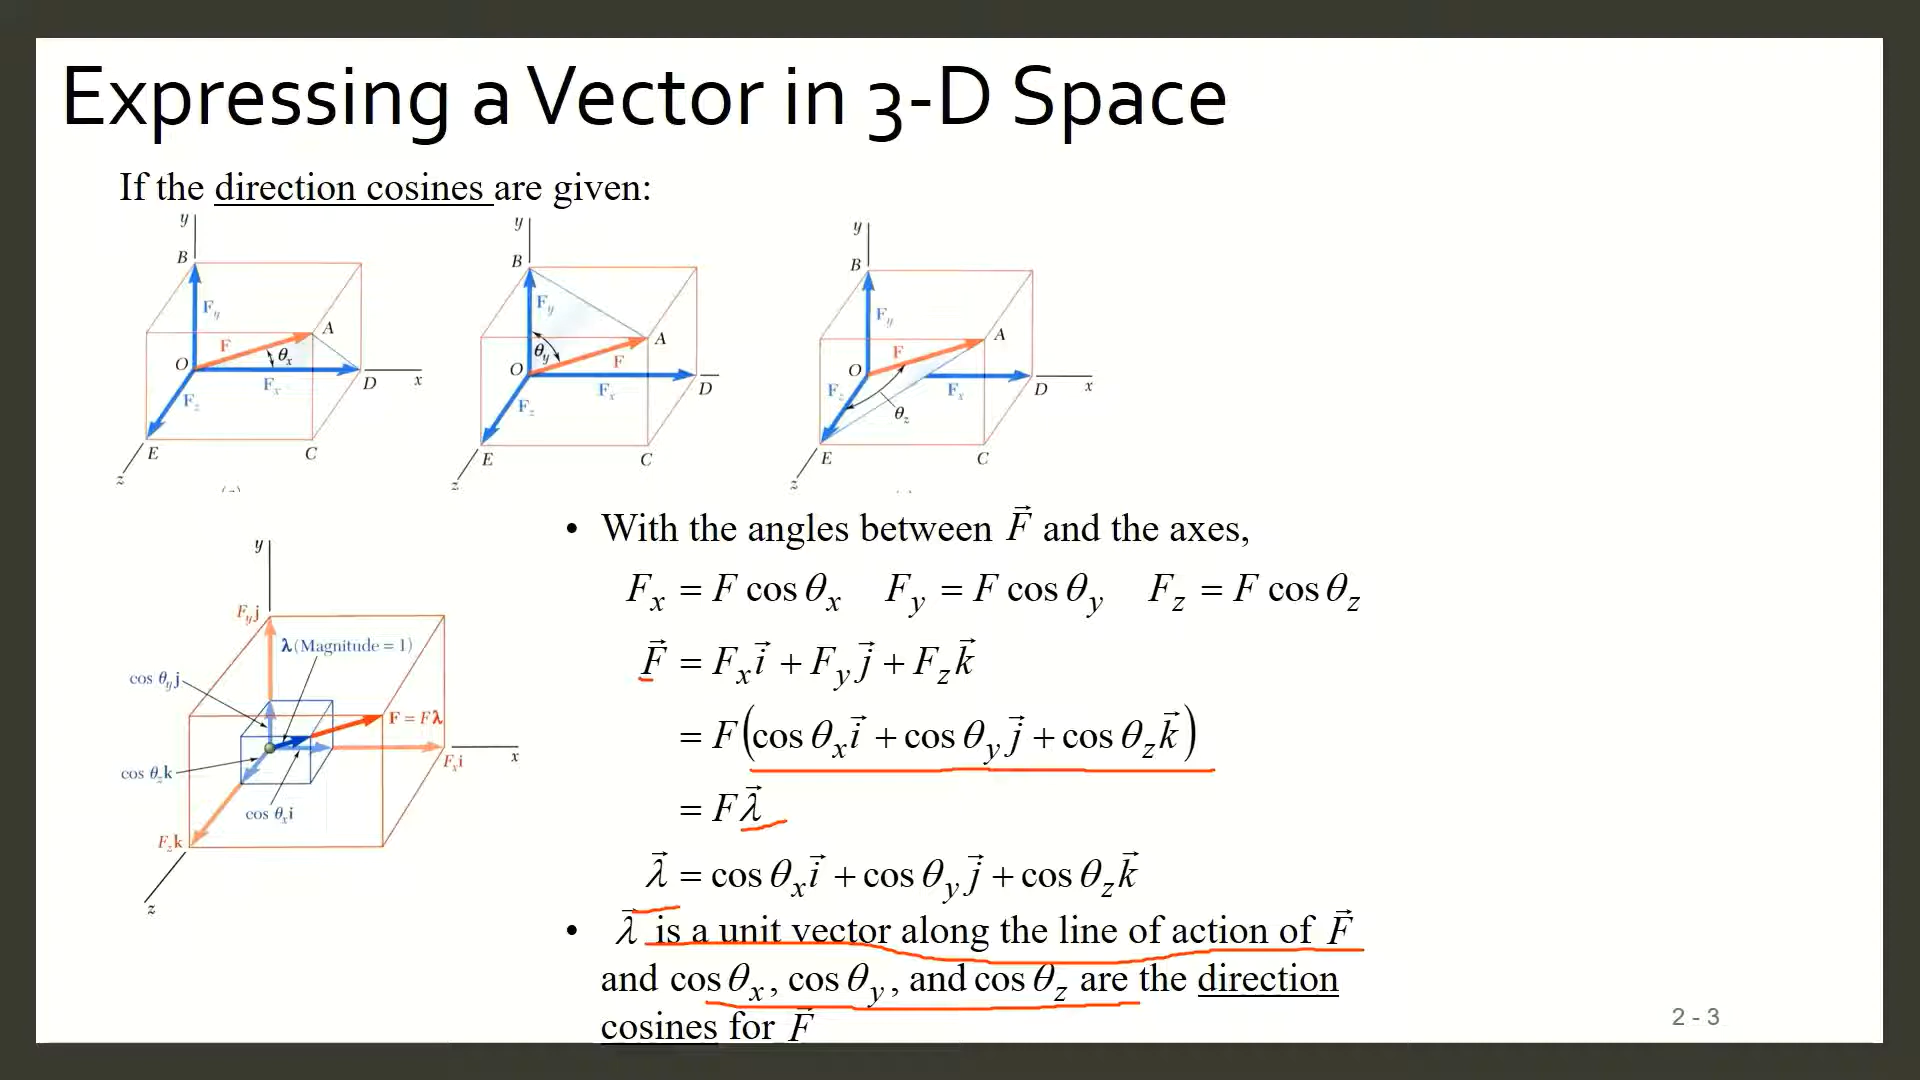 Expressing a Vector in 3-D Space
If the direction cosines are given:
y
B
F_y
A
F
θ_x
O
F_x
D
x
F_z
E
C
z
y
B
F_y
θ_y
A
O
F
F_x
D
F_z
E
C
z
y
B
F_y
A
F
O
F_z
F_x
D
x
θ_z
E
C
z
y
F_y j
λ (Magnitude = 1)
cos θ_y j
F = Fλ
F_x i
x
cos θ_z k
cos θ_x i
F_z k
z
• With the angles between F⃗ and the axes,
F_x = F cos θ_x F_y = F cos θ_y F_z = F cos θ_z
F⃗ = F_x i⃗ + F_y j⃗ + F_z k⃗
= F(cos θ_x i⃗ + cos θ_y j⃗ + cos θ_z k⃗)
= Fλ⃗
λ⃗ = cos θ_x i⃗ + cos θ_y j⃗ + cos θ_z k⃗
• λ⃗ is a unit vector along the line of action of F⃗
and cos θ_x, cos θ_y, and cos θ_z are the direction
cosines for F⃗
2 - 3